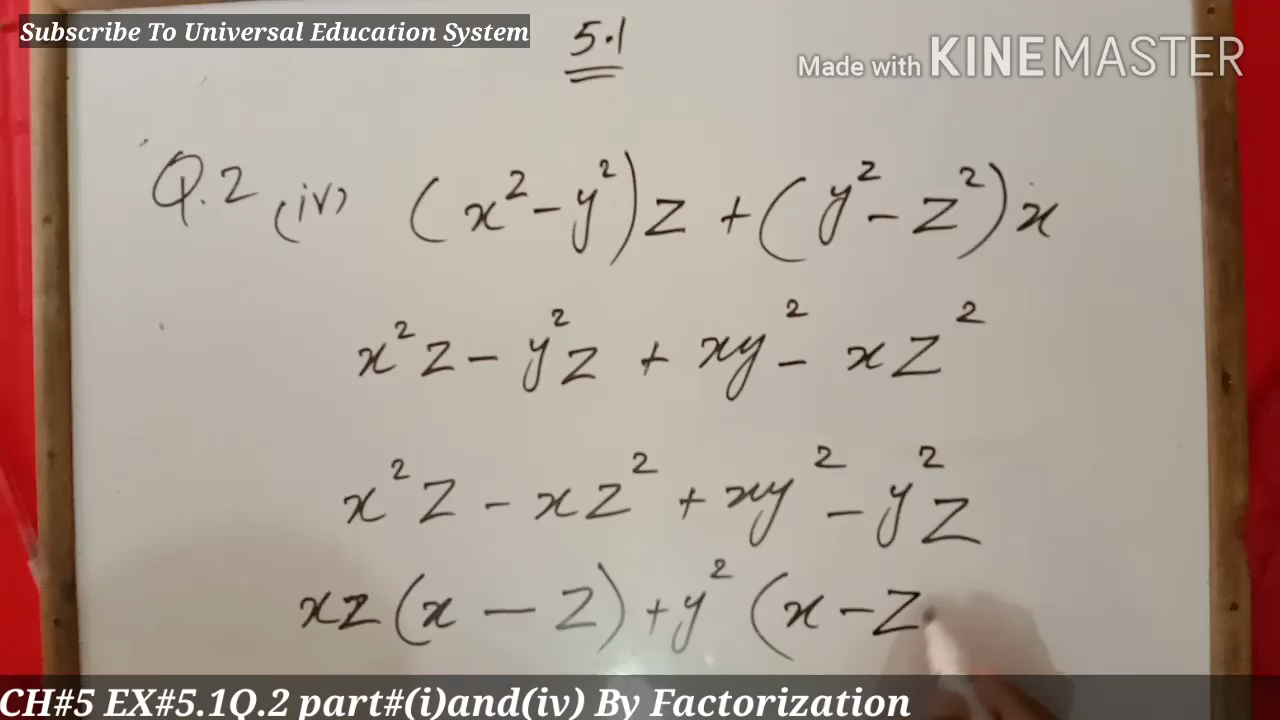 Subscribe To Universal Education System
5.1
Made with KINEMASTER
Q.2 (iv) (x² - y²)z + (y² - z²)x
x²z - y²z + xy² - xz²
x²z - xz² + xy² - y²z
xz(x - z) + y²(x - z
CH#5 EX#5.1Q.2 part#(i)and(iv) By Factorization